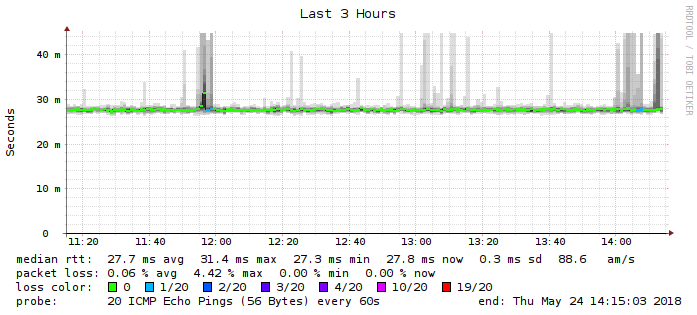 Last 3 Hours
RRDTOOL / TOBI OETIKER
Seconds
40 m
30 m
20 m
10 m
0
11:20 11:40 12:00 12:20 12:40 13:00 13:20 13:40 14:00
median rtt: 27.7 ms avg 31.4 ms max 27.3 ms min 27.8 ms now 0.3 ms sd 88.6 am/s
packet loss: 0.06 % avg 4.42 % max 0.00 % min 0.00 % now
loss color: 0 1/20 2/20 3/20 4/20 10/20 19/20
probe: 20 ICMP Echo Pings (56 Bytes) every 60s end: Thu May 24 14:15:03 2018